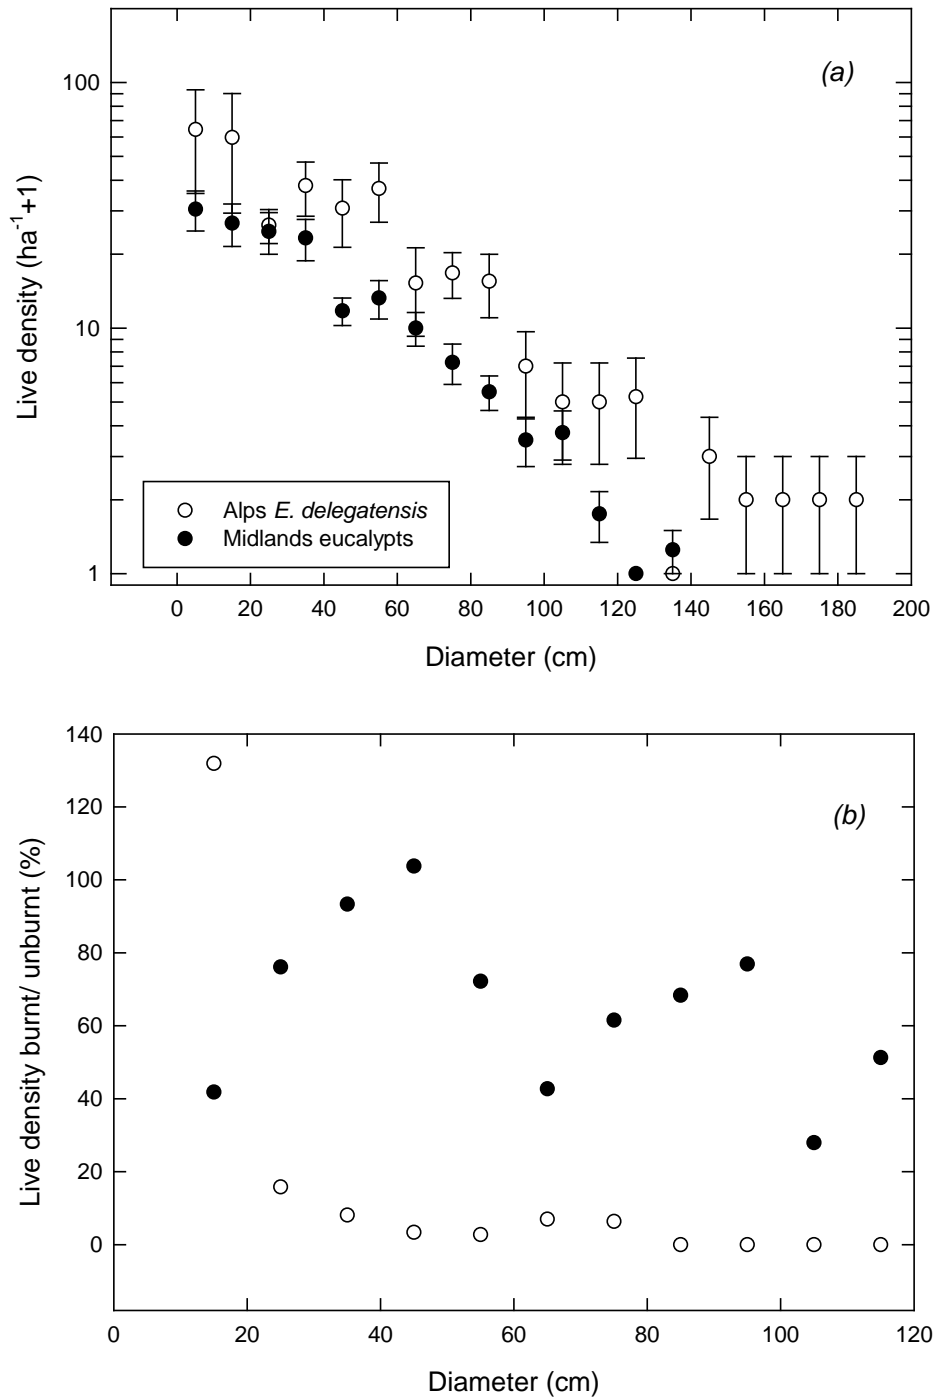 (a)
100
10
1
Live density (ha⁻¹+1)
Alps E. delegatensis
Midlands eucalypts
0 20 40 60 80 100 120 140 160 180 200
Diameter (cm)
140
(b)
120
100
80
60
40
20
0
Live density burnt/ unburnt (%)
0 20 40 60 80 100 120
Diameter (cm)